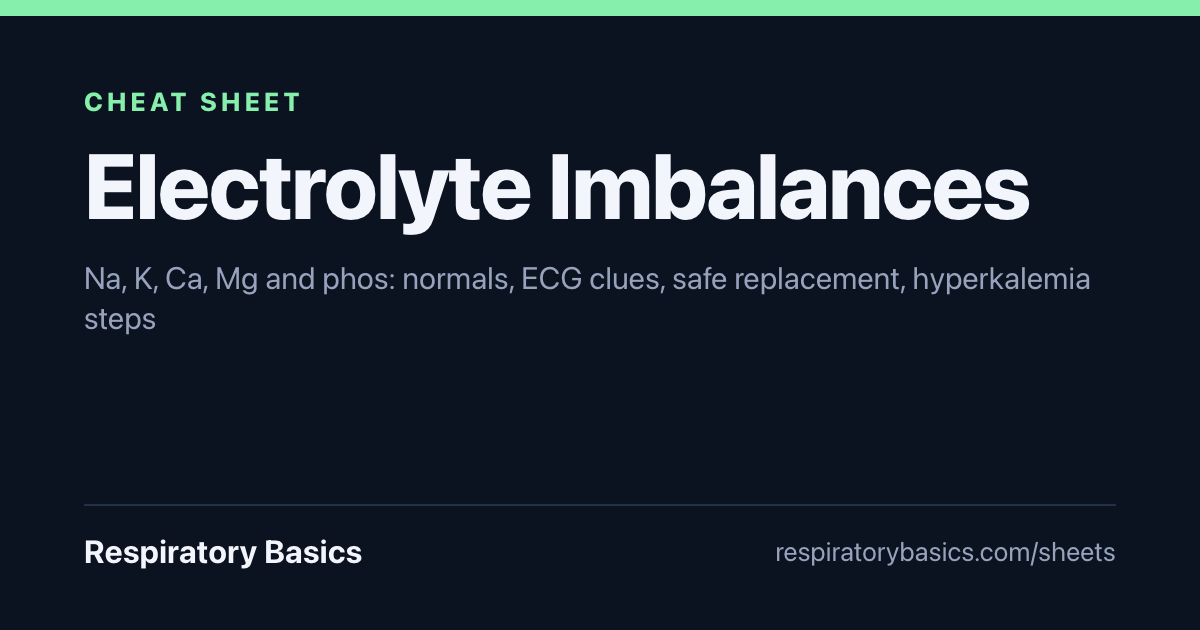 CHEAT SHEET
Electrolyte Imbalances
Na, K, Ca, Mg and phos: normals, ECG clues, safe replacement, hyperkalemia
steps
Respiratory Basics
respiratorybasics.com/sheets